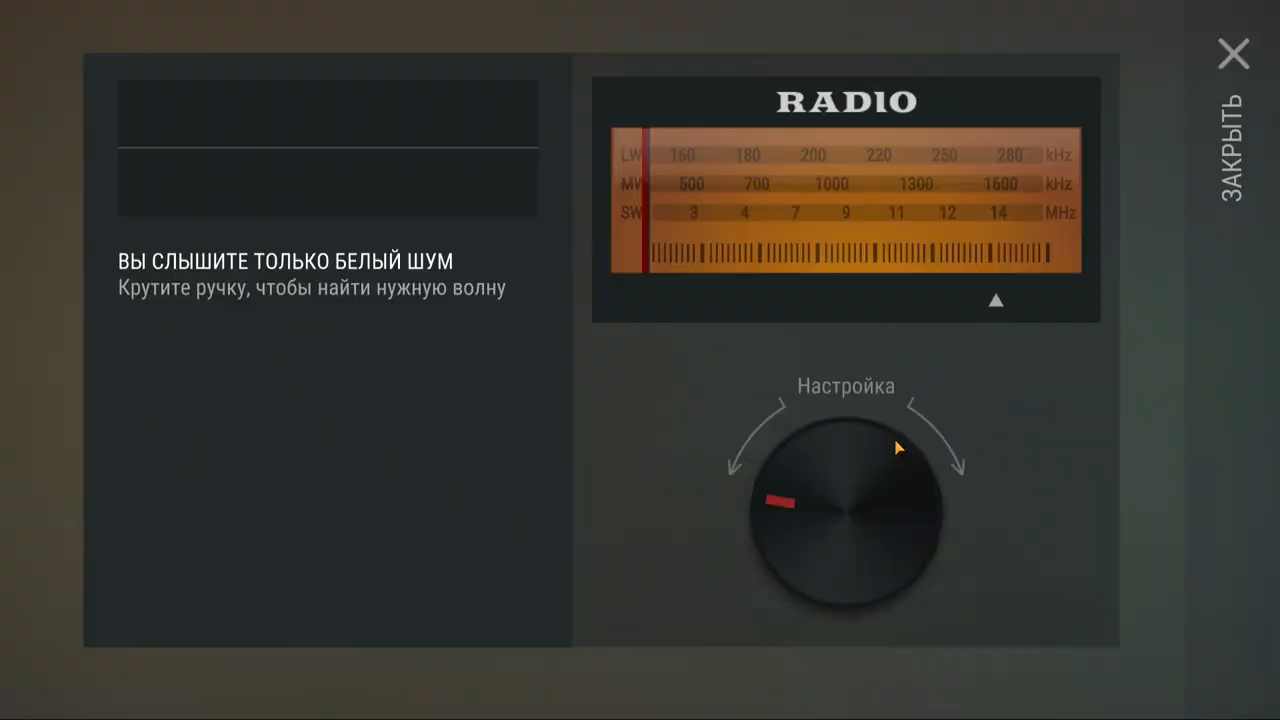 ВЫ СЛЫШИТЕ ТОЛЬКО БЕЛЫЙ ШУМ
Крутите ручку, чтобы найти нужную волну
RADIO
LW 160 180 200 220 250 280 kHz
MW 500 700 1000 1300 1600 kHz
SW 3 4 7 9 11 12 14 MHz
Настройка
ЗАКРЫТЬ